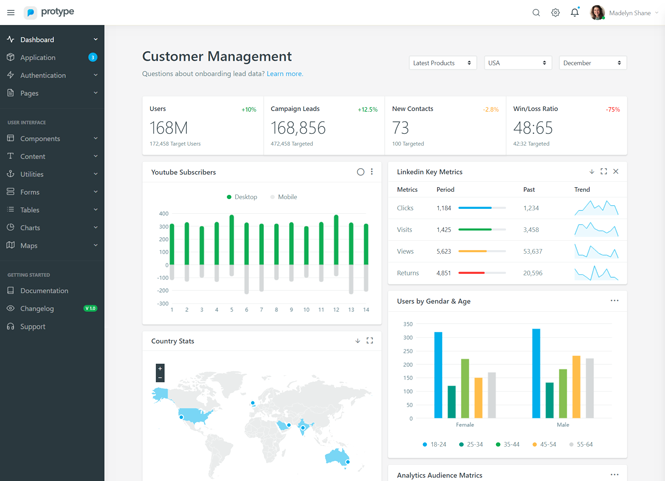 protype
Madelyn Shane
Dashboard
Application
3
Authentication
Pages
USER INTERFACE
Components
Content
Utilities
Forms
Tables
Charts
Maps
GETTING STARTED
Documentation
Changelog
V 1.0
Support
Customer Management
Questions about onboarding lead data? Learn more.
Latest Products
USA
December
Users
+10%
168M
172,458 Target Users
Campaign Leads
+12.5%
168,856
472,458 Targeted
New Contacts
-2.8%
73
100 Targeted
Win/Loss Ratio
-75%
48:65
42:32 Targeted
Youtube Subscribers
Desktop
Mobile
400
300
200
100
0
-100
-200
-300
1 2 3 4 5 6 7 8 9 10 11 12 13 14
Linkedin Key Metrics
Metrics Period Past Trend
Clicks 1,184 1,234
Visits 1,425 3,458
Views 5,623 53,637
Returns 4,851 20,596
Users by Gendar & Age
350
300
250
200
150
100
50
0
Female Male
18-24 25-34 35-44 45-54 55-64
Country Stats
+
−
Analytics Audience Metrics